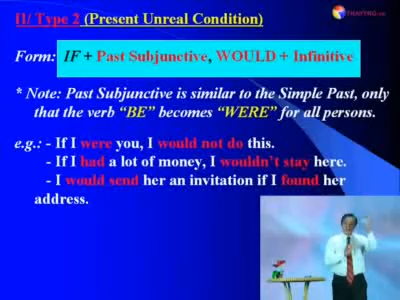 II/ Type 2 (Present Unreal Condition)
Form: IF + Past Subjunctive, WOULD + Infinitive
* Note: Past Subjunctive is similar to the Simple Past, only
that the verb “BE” becomes “WERE” for all persons.
e.g.: - If I were you, I would not do this.
- If I had a lot of money, I wouldn’t stay here.
- I would send her an invitation if I found her
address.